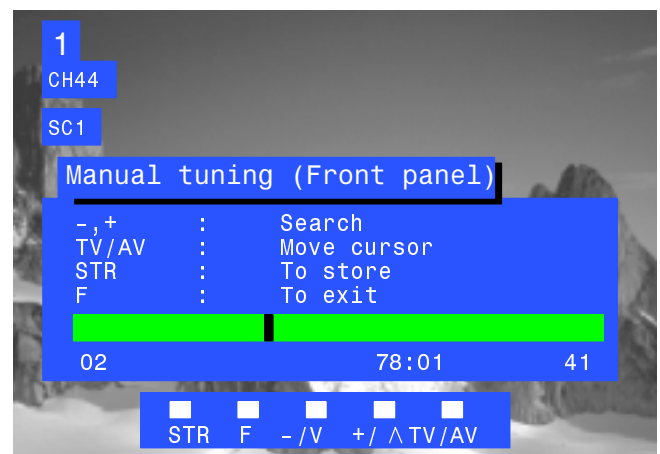 1
CH44
SC1
Manual tuning (Front panel)
-,+ : Search
TV/AV : Move cursor
STR : To store
F : To exit
02 78:01 41
STR F -/V +/ Λ TV/AV